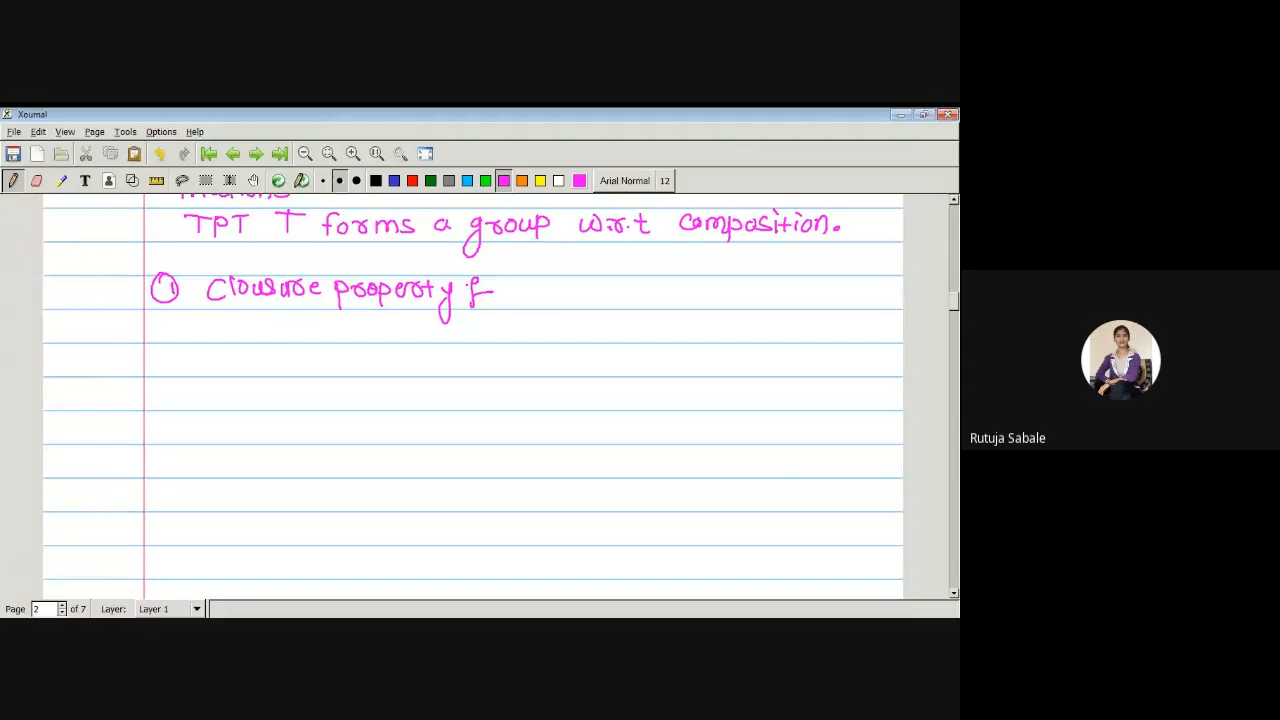 Xournal
File Edit View Page Tools Options Help
Arial Normal 12
TPT T forms a group w.r.t composition.
① Clousure property :-
Rutuja Sabale
Page 2 of 7 Layer: Layer 1